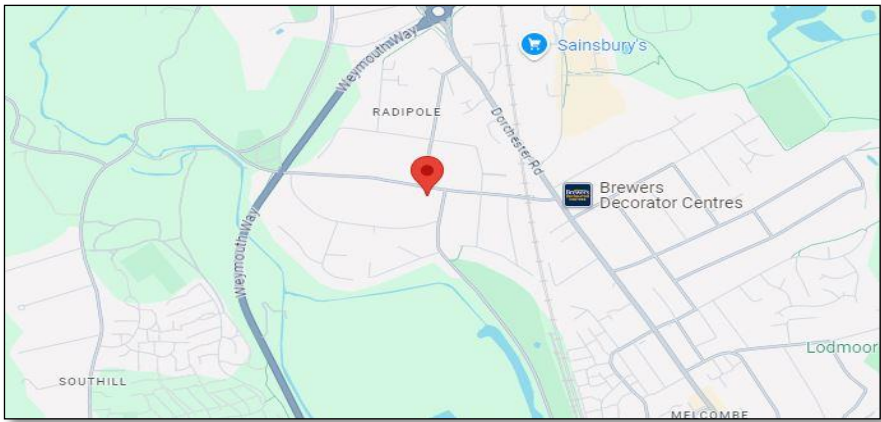 Weymouth Way
Sainsbury's
RADIPOLE
Dorchester Rd
Brewers
Decorator Centres
Weymouth Way
Lodmoor
SOUTHILL
MELCOMBE